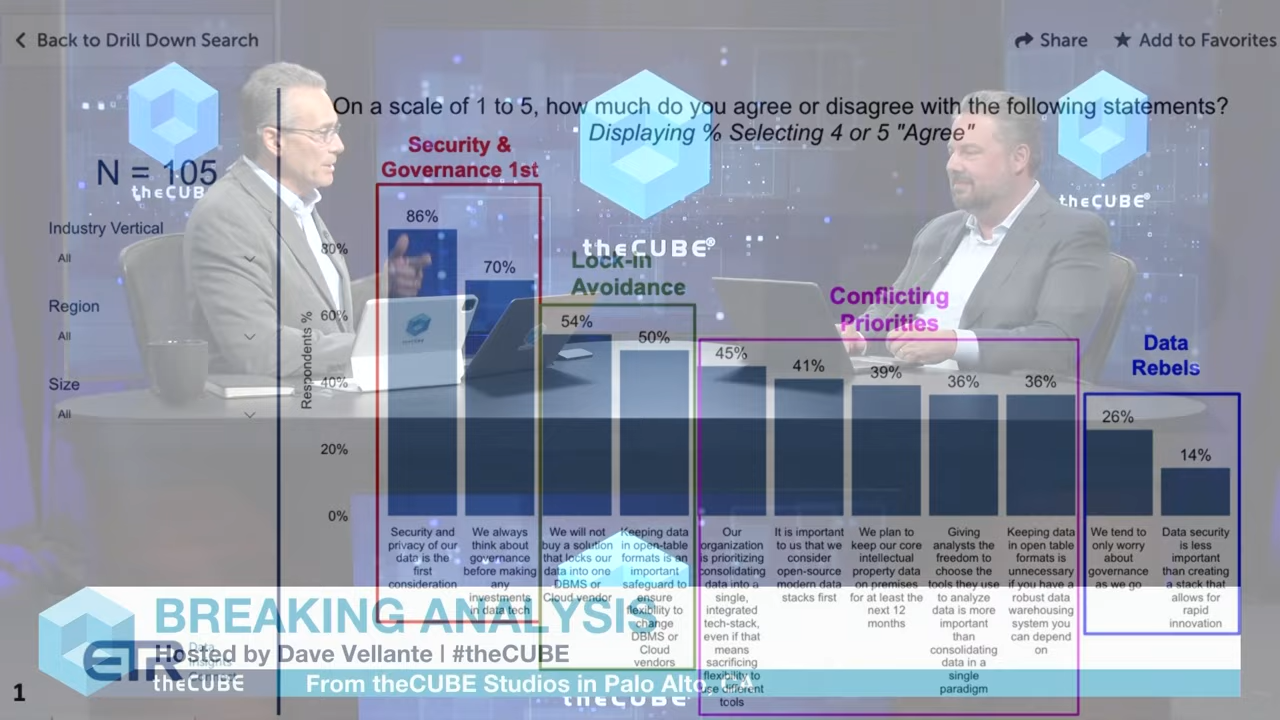 Back to Drill Down Search
Share
Add to Favorites
On a scale of 1 to 5, how much do you agree or disagree with the following statements?
Displaying % Selecting 4 or 5 "Agree"
N = 105
theCUBE
theCUBE®
theCUBE®
Industry Vertical
All
Region
All
Size
All
Respondents %
80%
60%
40%
20%
0%
Security &
Governance 1st
86%
70%
Lock-in
Avoidance
54%
50%
Conflicting
Priorities
45%
41%
39%
36%
36%
Data
Rebels
26%
14%
Security and
privacy of our
data is the
first
consideration
We always
think about
governance
before making
any
investments
in data tech
We will not
buy a solution
that locks our
data into one
DBMS or
Cloud vendor
Keeping data
in open-table
formats is an
important
safeguard to
ensure
flexibility to
change
DBMS or
Cloud
vendors
Our
organization
is prioritizing
consolidating
data into a
single,
integrated
tech-stack,
even if that
means
sacrificing
flexibility to
use different
tools
It is important
to us that we
consider
open-source
modern data
stacks first
We plan to
keep our core
intellectual
property data
on premises
for at least the
next 12
months
Giving
analysts the
freedom to
choose the
tools they use
to analyze
data is more
important
than
consolidating
data in a
single
paradigm
Keeping data
in open table
formats is
unnecessary
if you have a
robust data
warehousing
system you
can depend
on
We tend to
only worry
about
governance
as we go
Data security
is less
important
than creating
a stack that
allows for
rapid
innovation
BREAKING ANALYSIS
Hosted by Dave Vellante | #theCUBE
ETR
Data
Insights
theCUBE
From theCUBE Studios in Palo Alto, CA
theCUBE®
1